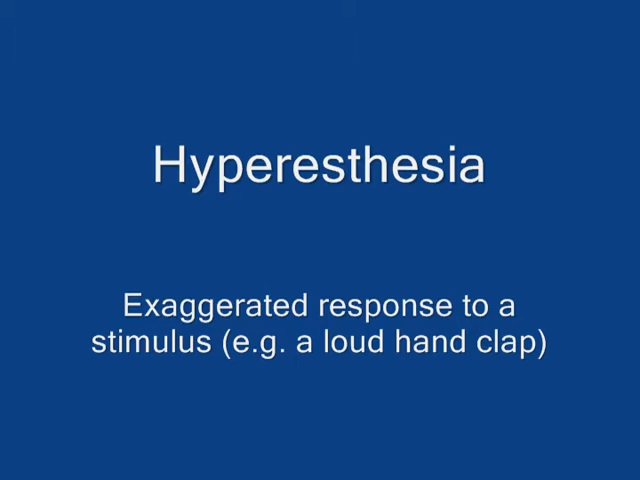 Hyperesthesia
Exaggerated response to a
stimulus (e.g. a loud hand clap)